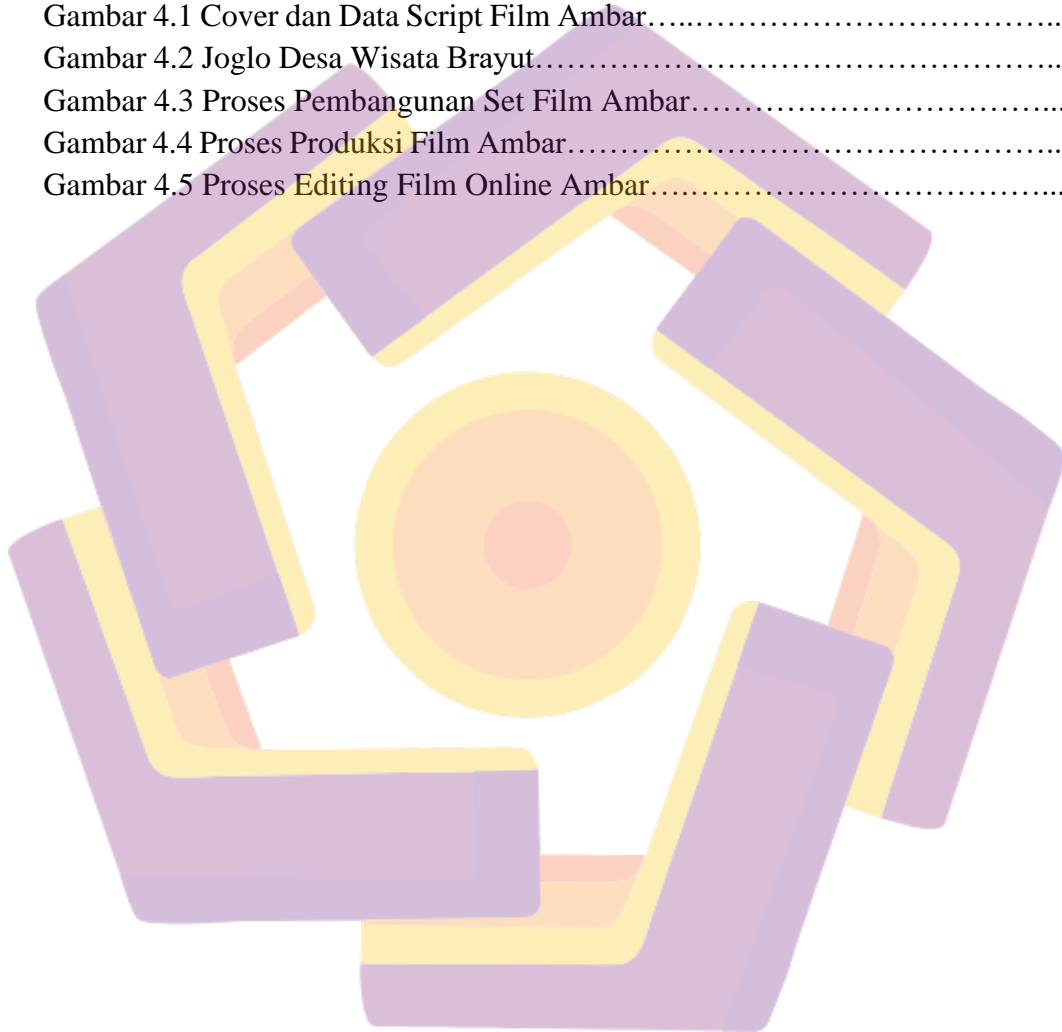 Gambar 4.1 Cover dan Data Script Film Ambar…...…………………………………..
Gambar 4.2 Joglo Desa Wisata Brayut……………………………………………...
Gambar 4.3 Proses Pembangunan Set Film Ambar………………………………...
Gambar 4.4 Proses Produksi Film Ambar…………………………………………...
Gambar 4.5 Proses Editing Film Online Ambar……………………………………...